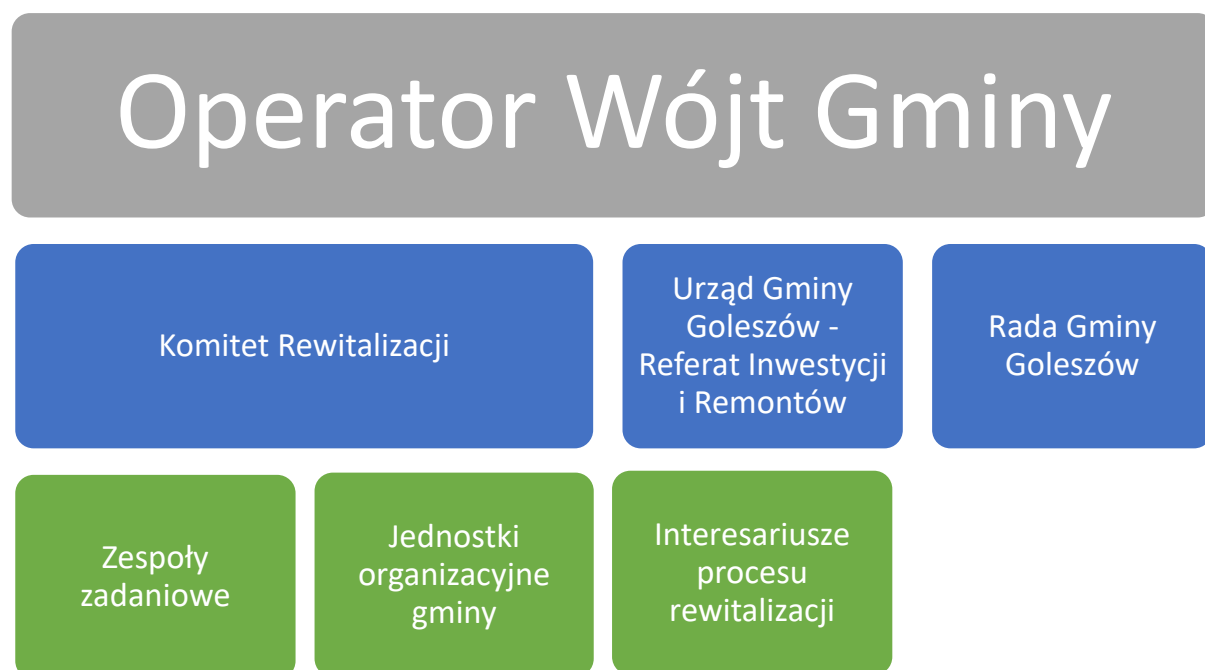 Operator Wójt Gminy
Komitet Rewitalizacji
Urząd Gminy
Goleszów -
Referat Inwestycji
i Remontów
Rada Gminy
Goleszów
Zespoły
zadaniowe
Jednostki
organizacyjne
gminy
Interesariusze
procesu
rewitalizacji